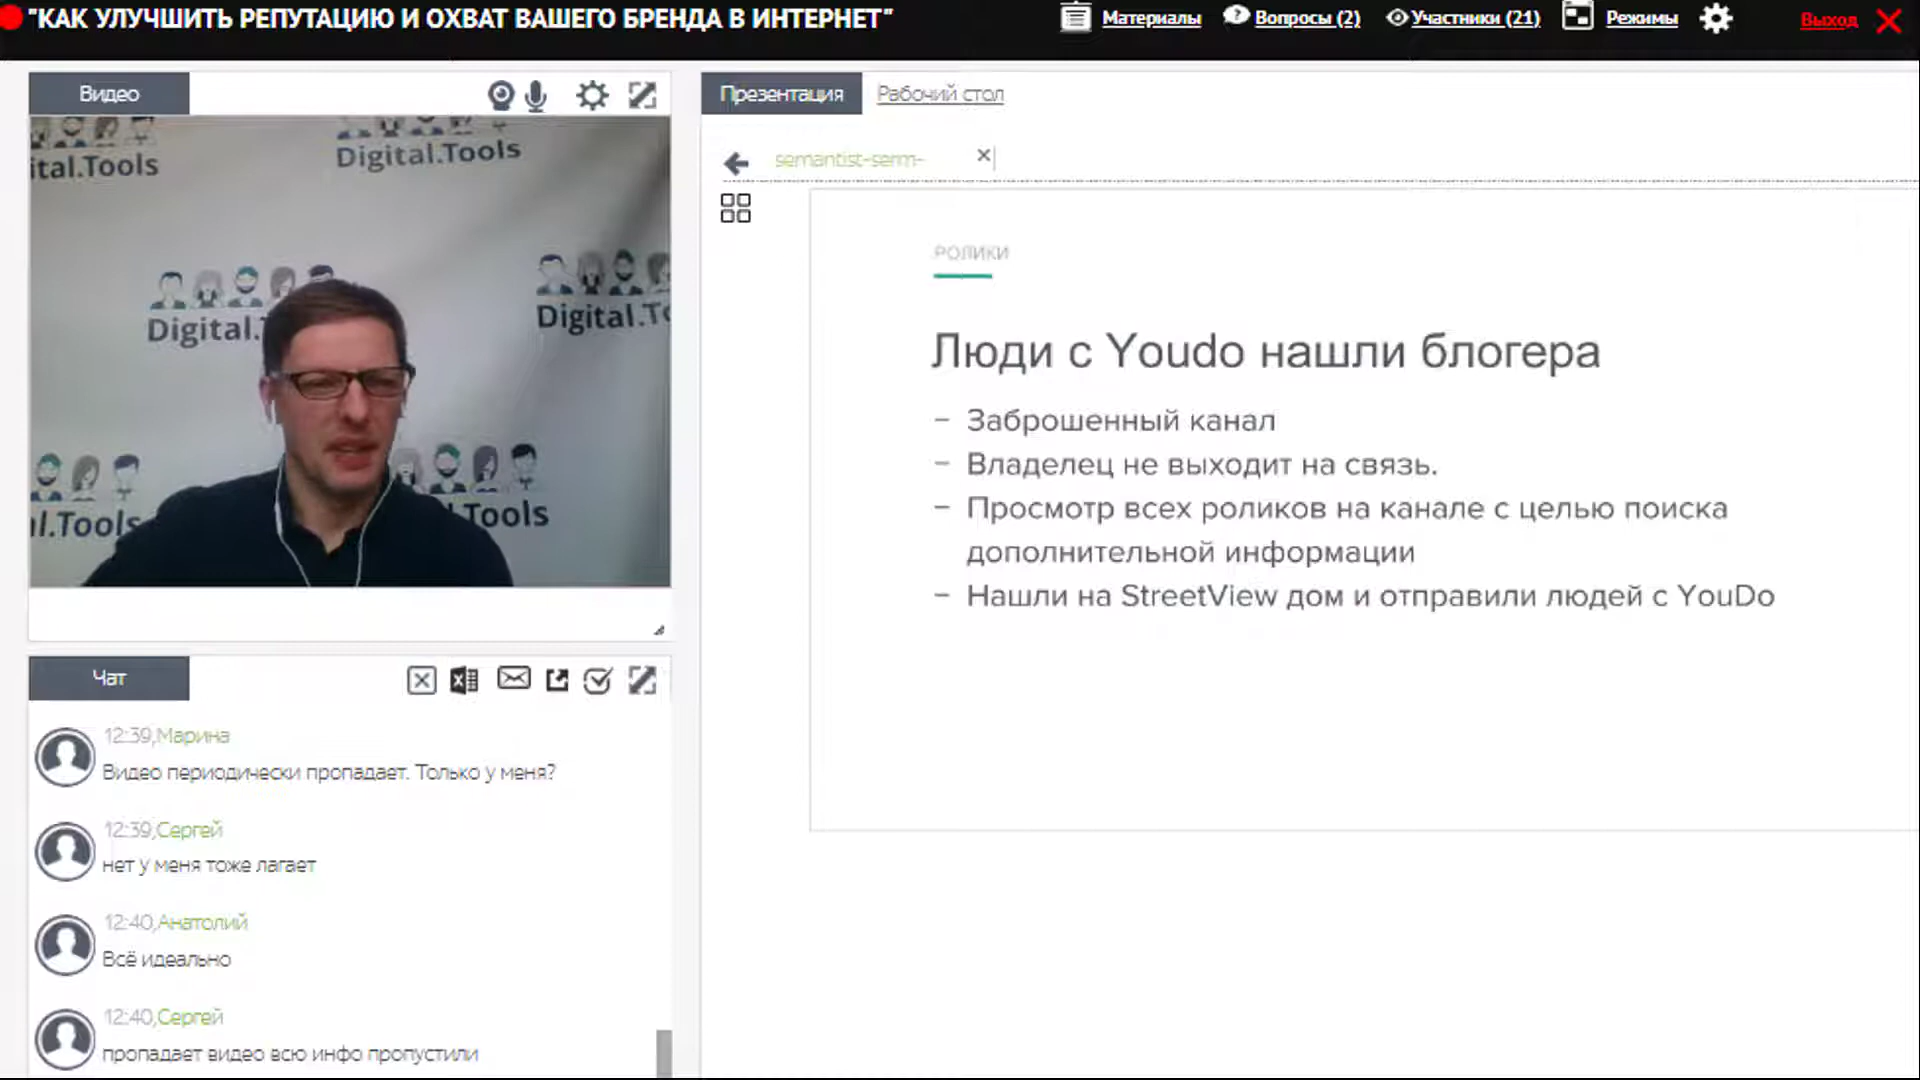 "КАК УЛУЧШИТЬ РЕПУТАЦИЮ И ОХВАТ ВАШЕГО БРЕНДА В ИНТЕРНЕТ"
Материалы
Вопросы (2)
Участники (21)
Режимы
Выход
Видео
ital.Tools
Digital.Tools
Digital.
Digital.To
l.Tools
Tools
Презентация
Рабочий стол
semantist-serm-
РОЛИКИ
Люди с Youdo нашли блогера
– Заброшенный канал
– Владелец не выходит на связь.
– Просмотр всех роликов на канале с целью поиска
дополнительной информации
– Нашли на StreetView дом и отправили людей с YouDo
Чат
12:39,Марина
Видео периодически пропадает. Только у меня?
12:39,Сергей
нет у меня тоже лагает
12:40,Анатолий
Всё идеально
12:40,Сергей
пропадает видео всю инфо пропустили